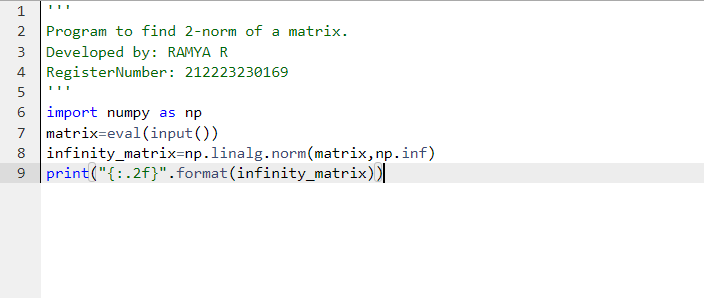 1 '''
2 Program to find 2-norm of a matrix.
3 Developed by: RAMYA R
4 RegisterNumber: 212223230169
5 '''
6 import numpy as np
7 matrix=eval(input())
8 infinity_matrix=np.linalg.norm(matrix,np.inf)
9 print("{:.2f}".format(infinity_matrix))